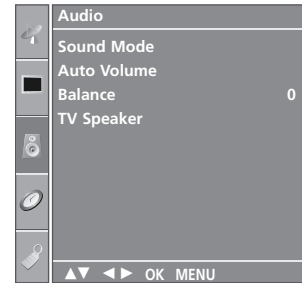 Audio
Sound Mode
Auto Volume
Balance 0
TV Speaker
▲▼ ◄► OK MENU